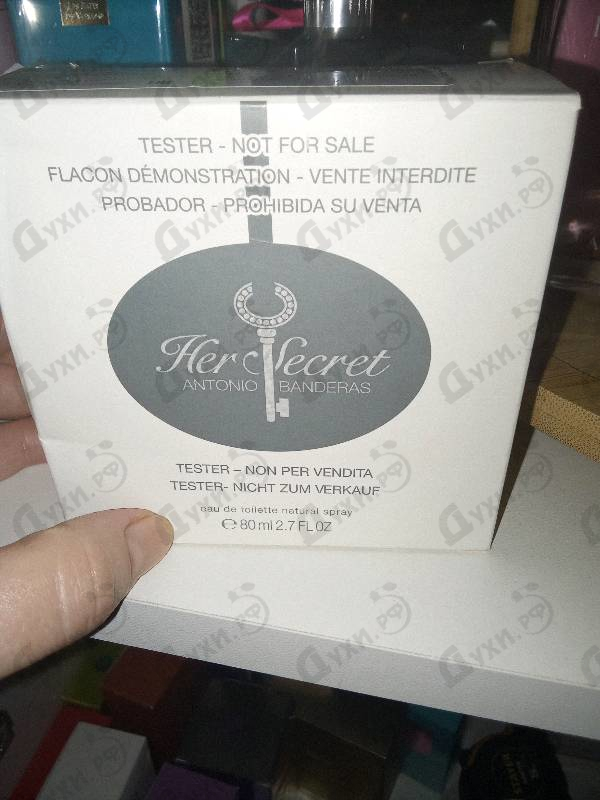 TESTER - NOT FOR SALE
FLACON DÉMONSTRATION - VENTE INTERDITE
PROBADOR - PROHIBIDA SU VENTA
Her Secret
ANTONIO BANDERAS
TESTER – NON PER VENDITA
TESTER- NICHT ZUM VERKAUF
eau de toilette natural spray
℮ 80 ml 2.7 FL OZ
Духи.РФ